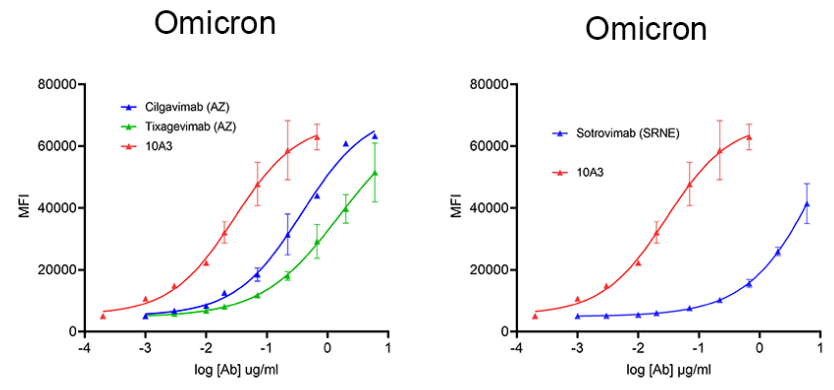 Omicron
80000
60000
40000
20000
0
MFI
Cilgavimab (AZ)
Tixagevimab (AZ)
10A3
-4
-3
-2
-1
0
1
log [Ab] ug/ml
Omicron
80000
60000
40000
20000
0
MFI
Sotrovimab (SRNE)
10A3
-4
-3
-2
-1
0
1
log [Ab] μg/ml